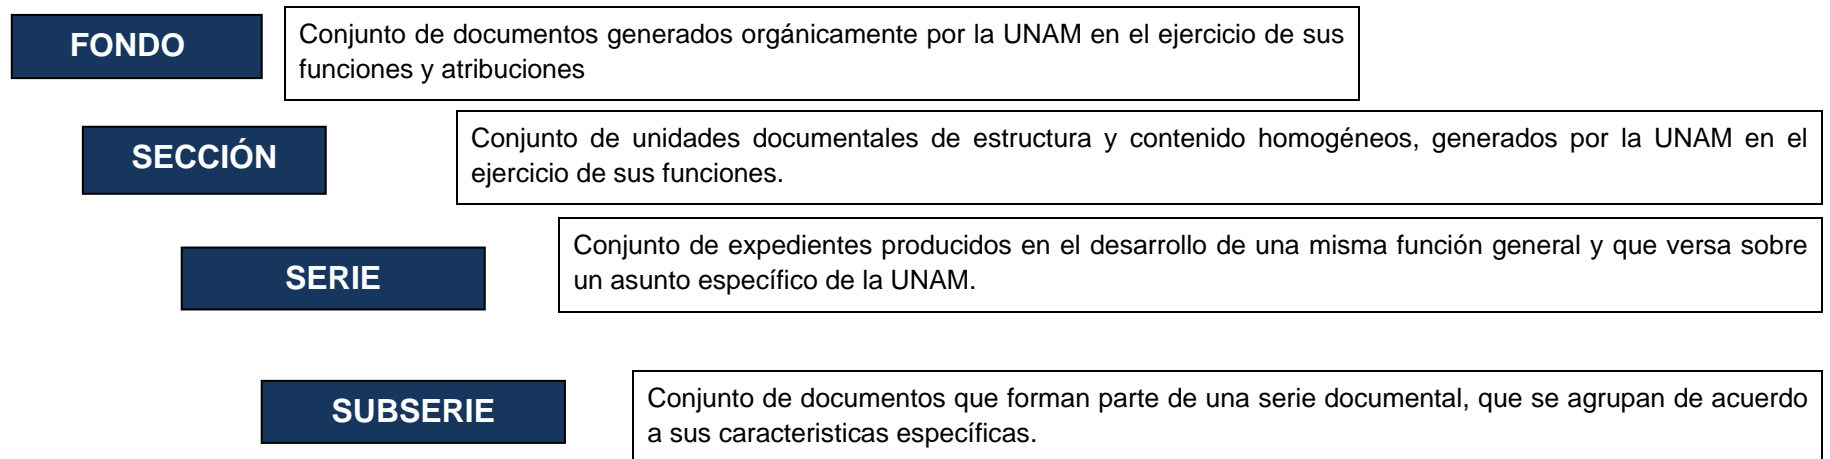 FONDO
Conjunto de documentos generados orgánicamente por la UNAM en el ejercicio de sus
funciones y atribuciones
SECCIÓN
Conjunto de unidades documentales de estructura y contenido homogéneos, generados por la UNAM en el
ejercicio de sus funciones.
SERIE
Conjunto de expedientes producidos en el desarrollo de una misma función general y que versa sobre
un asunto específico de la UNAM.
SUBSERIE
Conjunto de documentos que forman parte de una serie documental, que se agrupan de acuerdo
a sus caracteristicas específicas.